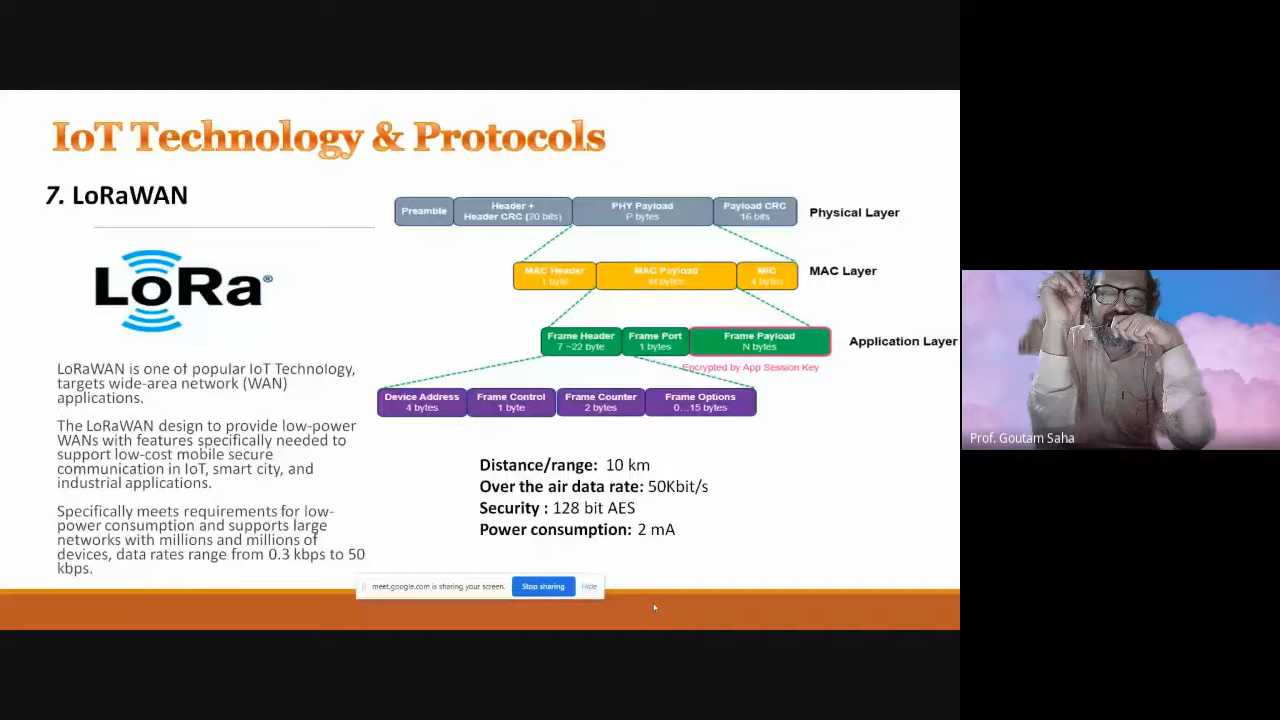 IoT Technology & Protocols
7. LoRaWAN
LoRa®
LoRaWAN is one of popular IoT Technology,
targets wide-area network (WAN)
applications.
The LoRaWAN design to provide low-power
WANs with features specifically needed to
support low-cost mobile secure
communication in IoT, smart city, and
industrial applications.
Specifically meets requirements for low-
power consumption and supports large
networks with millions and millions of
devices, data rates range from 0.3 kbps to 50
kbps.
Preamble
Header +
Header CRC (20 bits)
PHY Payload
P bytes
Payload CRC
16 bits
Physical Layer
MAC Header
1 byte
MAC Payload
M bytes
MIC
4 bytes
MAC Layer
Frame Header
7 ~22 byte
Frame Port
1 bytes
Frame Payload
N bytes
Application Layer
Encrypted by App Session Key
Device Address
4 bytes
Frame Control
1 byte
Frame Counter
2 bytes
Frame Options
0...15 bytes
Distance/range: 10 km
Over the air data rate: 50Kbit/s
Security : 128 bit AES
Power consumption: 2 mA
meet.google.com is sharing your screen.
Stop sharing
Hide
Prof. Goutam Saha